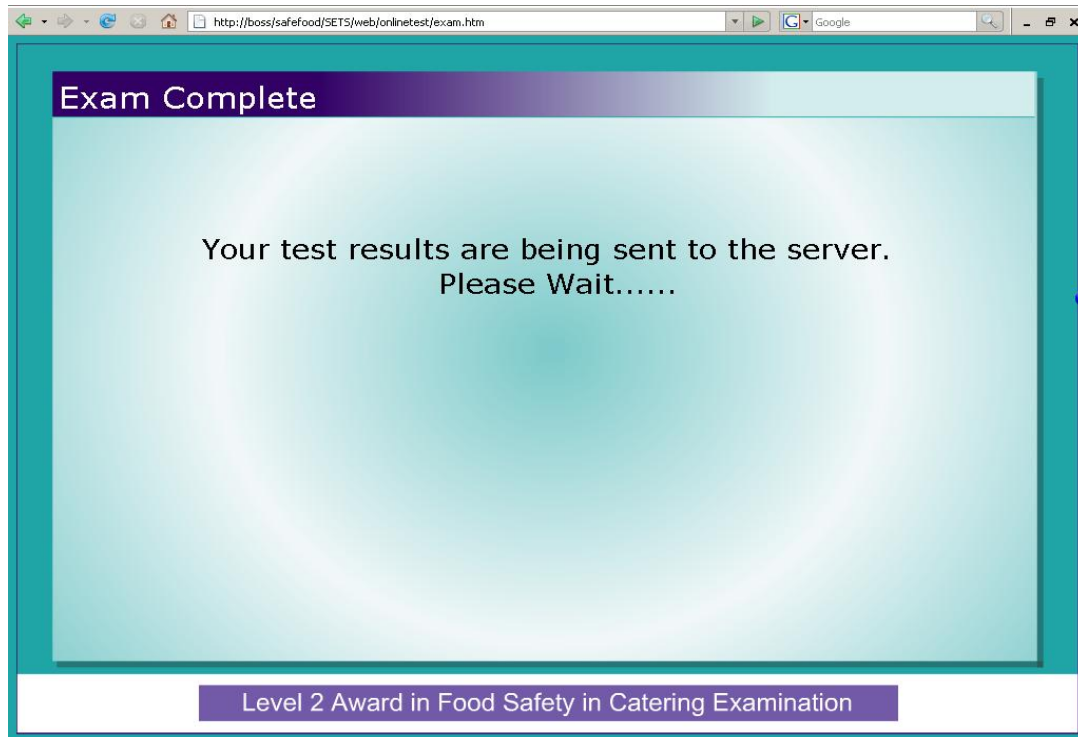 http://boss/safefood/SETS/web/onlinetest/exam.htm
Google
Exam Complete
Your test results are being sent to the server.
Please Wait......
Level 2 Award in Food Safety in Catering Examination